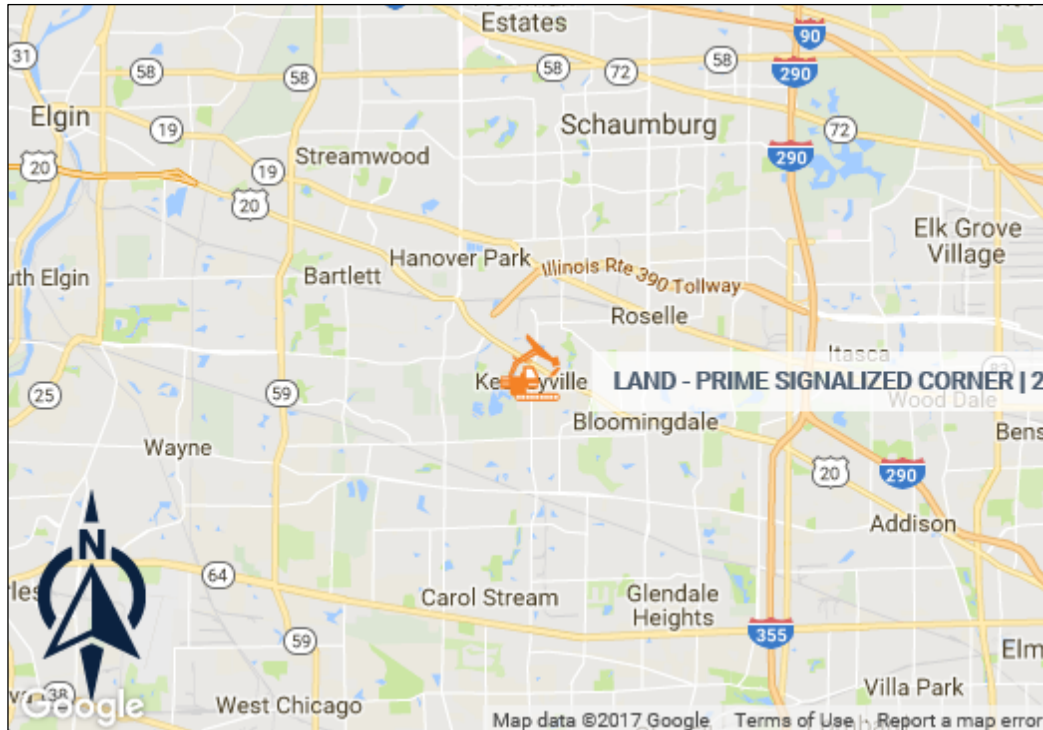 Estates
90
31
58
58
58
72
58
290
Elgin
19
Schaumburg
72
290
20
Streamwood
19
20
Elk Grove
Village
Hanover Park
Bartlett
Illinois Rte 390 Tollway
uth Elgin
Roselle
Itasca
83
59
LAND - PRIME SIGNALIZED CORNER | 2
25
Wood Dale
Bloomingdale
Bens
Wayne
20
290
Addison
N
64
Carol Stream
Glendale
Heights
59
355
Elm
38
West Chicago
Villa Park
Google
Map data ©2017 Google Terms of Use Report a map error